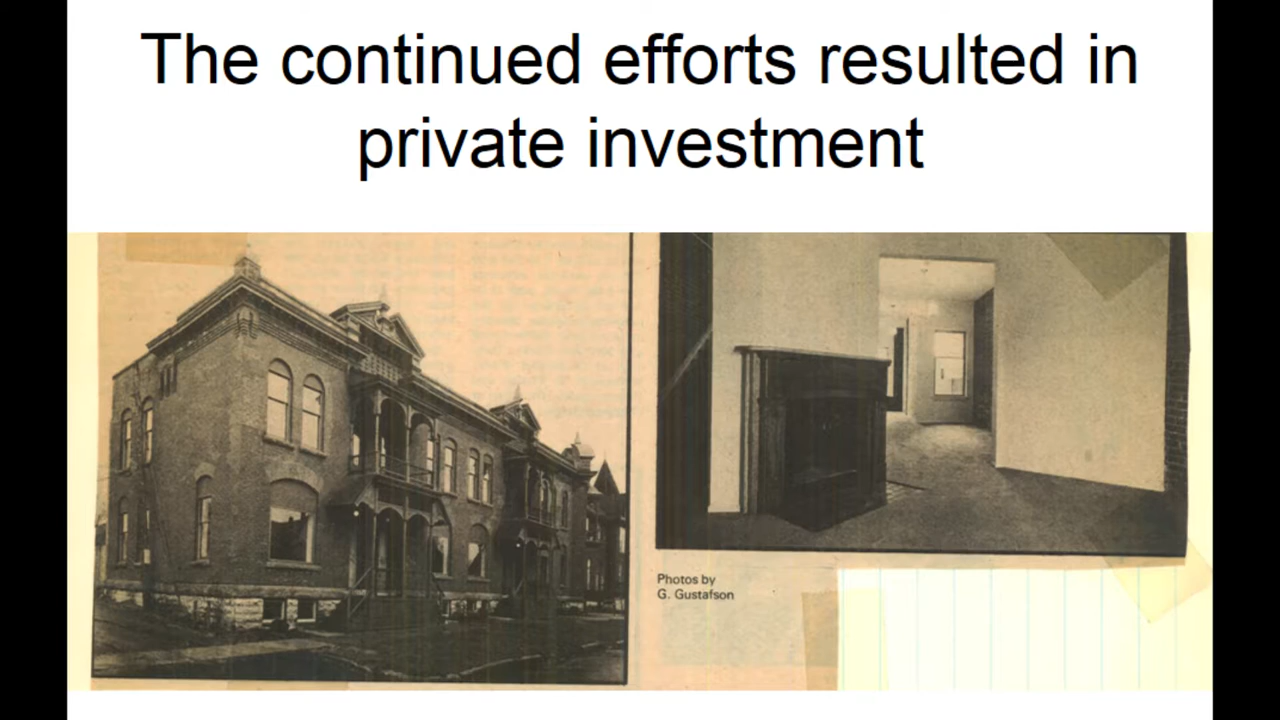 The continued efforts resulted in
private investment
Photos by
G. Gustafson